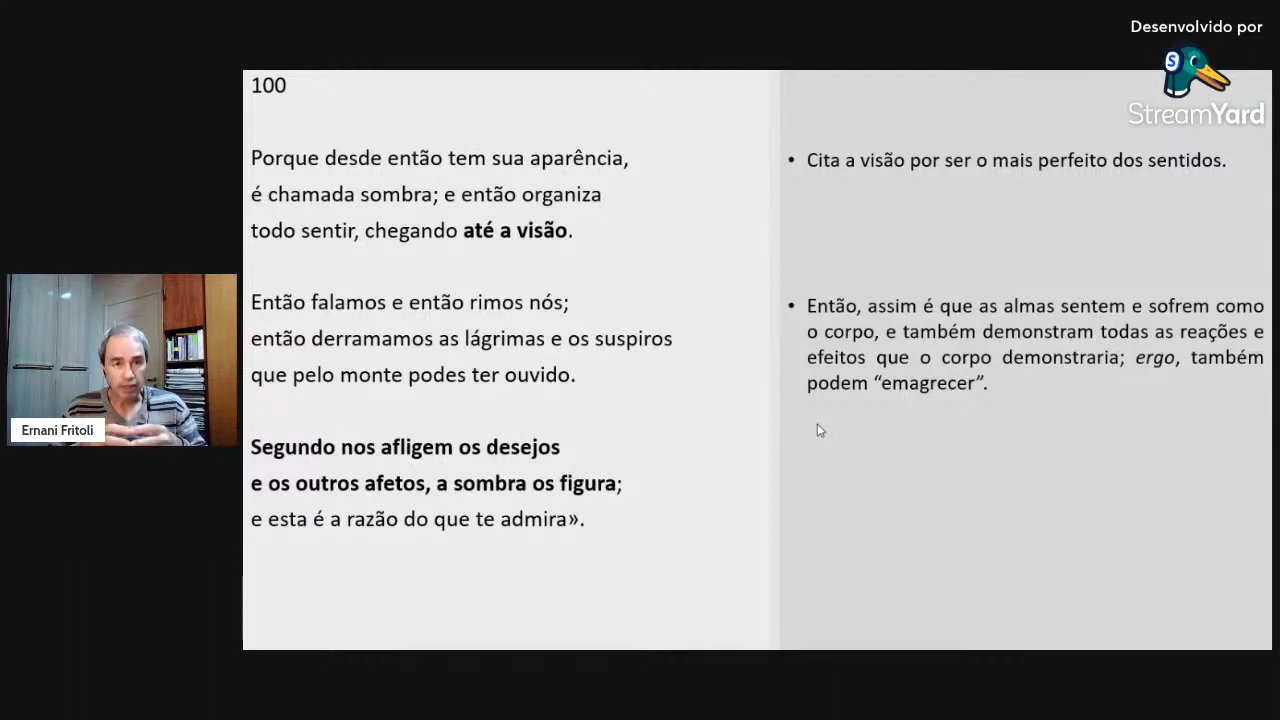 Desenvolvido por
StreamYard
100
Porque desde então tem sua aparência,
é chamada sombra; e então organiza
todo sentir, chegando até a visão.
Então falamos e então rimos nós;
então derramamos as lágrimas e os suspiros
que pelo monte podes ter ouvido.
Segundo nos afligem os desejos
e os outros afetos, a sombra os figura;
e esta é a razão do que te admira».
• Cita a visão por ser o mais perfeito dos sentidos.
• Então, assim é que as almas sentem e sofrem como
o corpo, e também demonstram todas as reações e
efeitos que o corpo demonstraria; ergo, também
podem “emagrecer”.
Ernani Fritoli